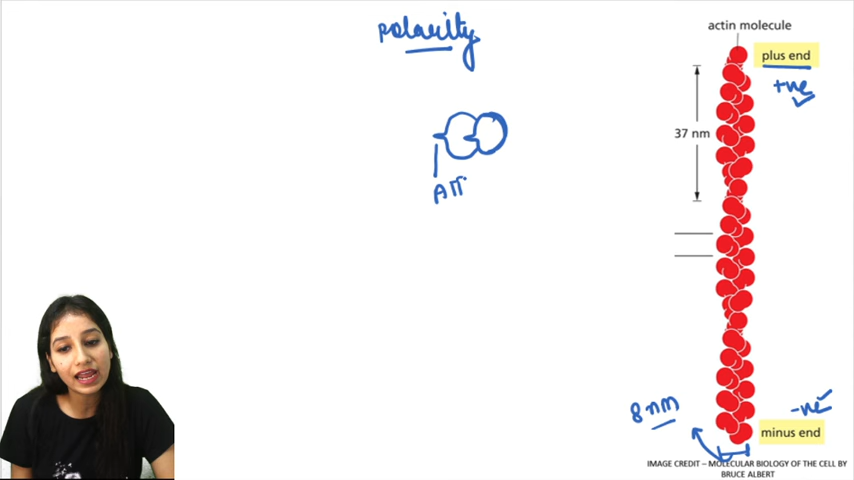 polarity
actin molecule
plus end
+ve
37 nm
8 nm
-ve
minus end
IMAGE CREDIT – MOLECULAR BIOLOGY OF THE CELL BY
BRUCE ALBERT